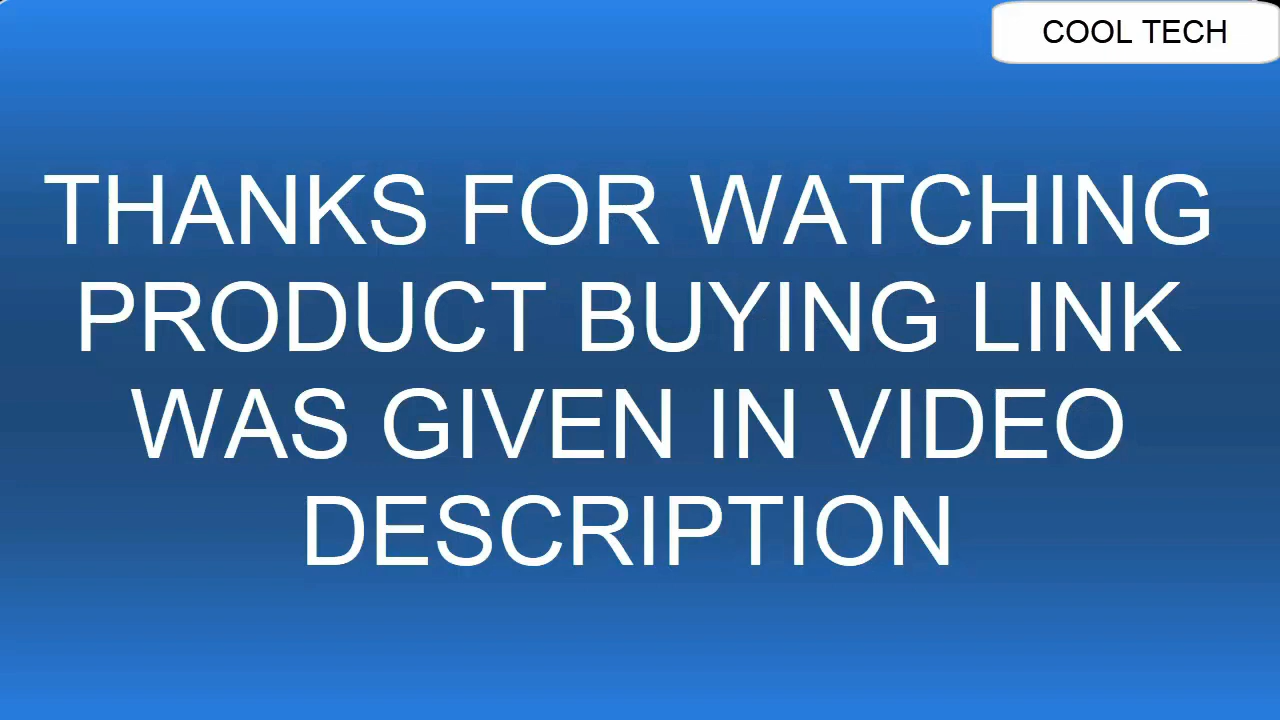 COOL TECH
THANKS FOR WATCHING
PRODUCT BUYING LINK
WAS GIVEN IN VIDEO
DESCRIPTION